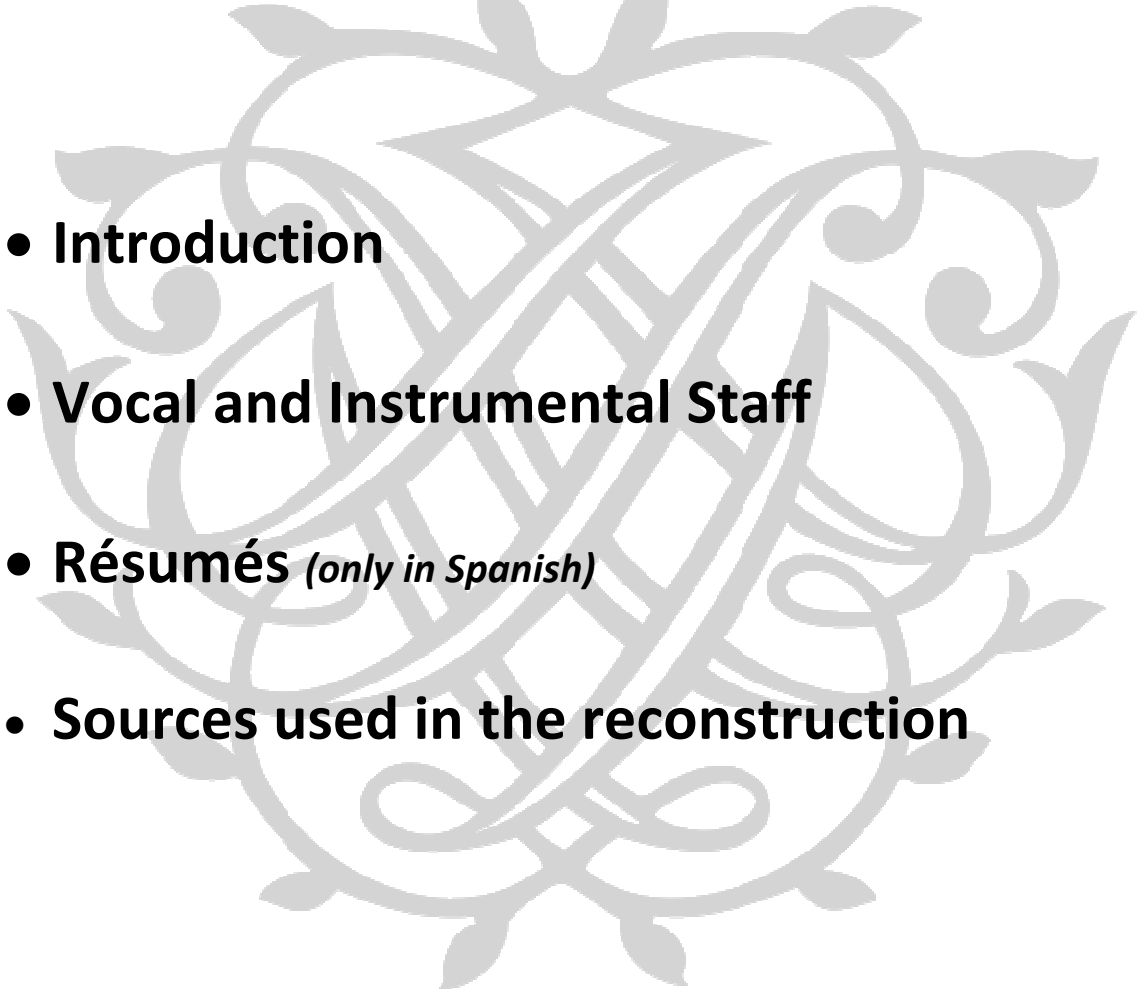 • Introduction
• Vocal and Instrumental Staff
• Résumés (only in Spanish)
• Sources used in the reconstruction